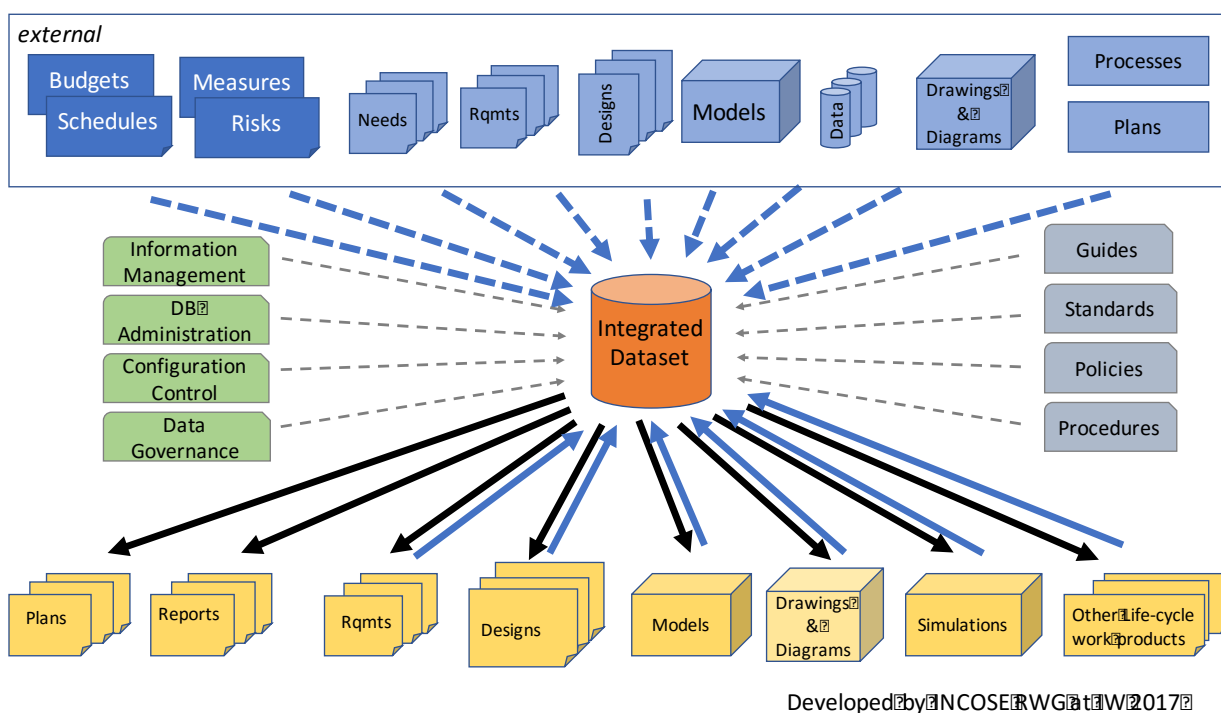 external
Budgets
Schedules
Measures
Risks
Needs
Rqmts
Designs
Models
Data
Drawings
&
Diagrams
Processes
Plans
Information
Management
DB
Administration
Configuration
Control
Data
Governance
Integrated
Dataset
Guides
Standards
Policies
Procedures
Plans
Reports
Rqmts
Designs
Models
Drawings
&
Diagrams
Simulations
Other Life-cycle
work products
Developed by INCOSE RWG at IW 2017